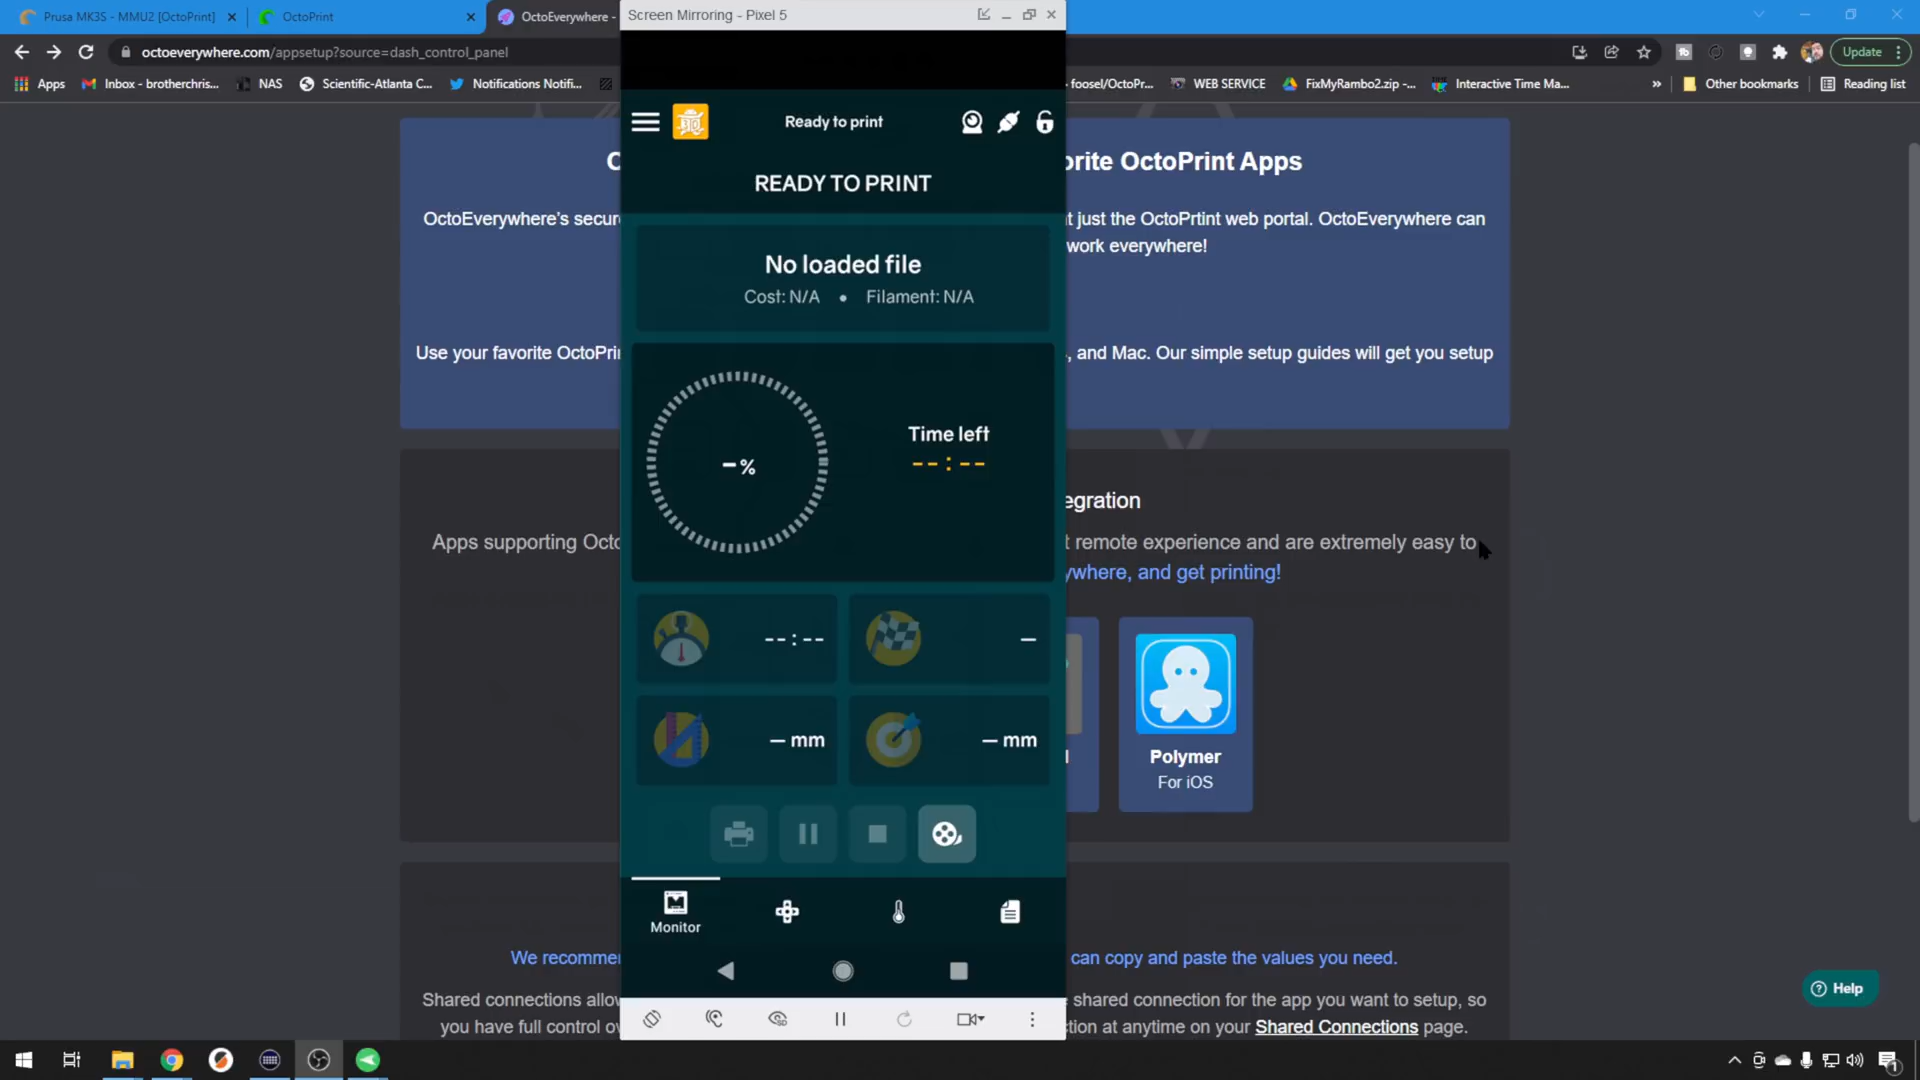 Prusa MK3S - MMU2 [OctoPrint]
OctoPrint
OctoEverywhere -
Screen Mirroring - Pixel 5
octoeverywhere.com/appsetup?source=dash_control_panel
Update
Apps
Inbox - brotherchris...
NAS
Scientific-Atlanta C...
Notifications Notifi...
foosel/OctoPr...
WEB SERVICE
FixMyRambo2.zip -...
Interactive Time Ma...
Other bookmarks
Reading list
Ready to print
READY TO PRINT
orite OctoPrint Apps
OctoEverywhere's secur
t just the OctoPrtint web portal. OctoEverywhere can
work everywhere!
No loaded file
Cost: N/A • Filament: N/A
Use your favorite OctoPri
, and Mac. Our simple setup guides will get you setup
–%
Time left
--:--
egration
Apps supporting Octo
t remote experience and are extremely easy to
ywhere, and get printing!
--:--
–
– mm
– mm
Polymer
For iOS
Monitor
We recomme
can copy and paste the values you need.
Shared connections allo
shared connection for the app you want to setup, so
you have full control o
ction at anytime on your Shared Connections page.
Help